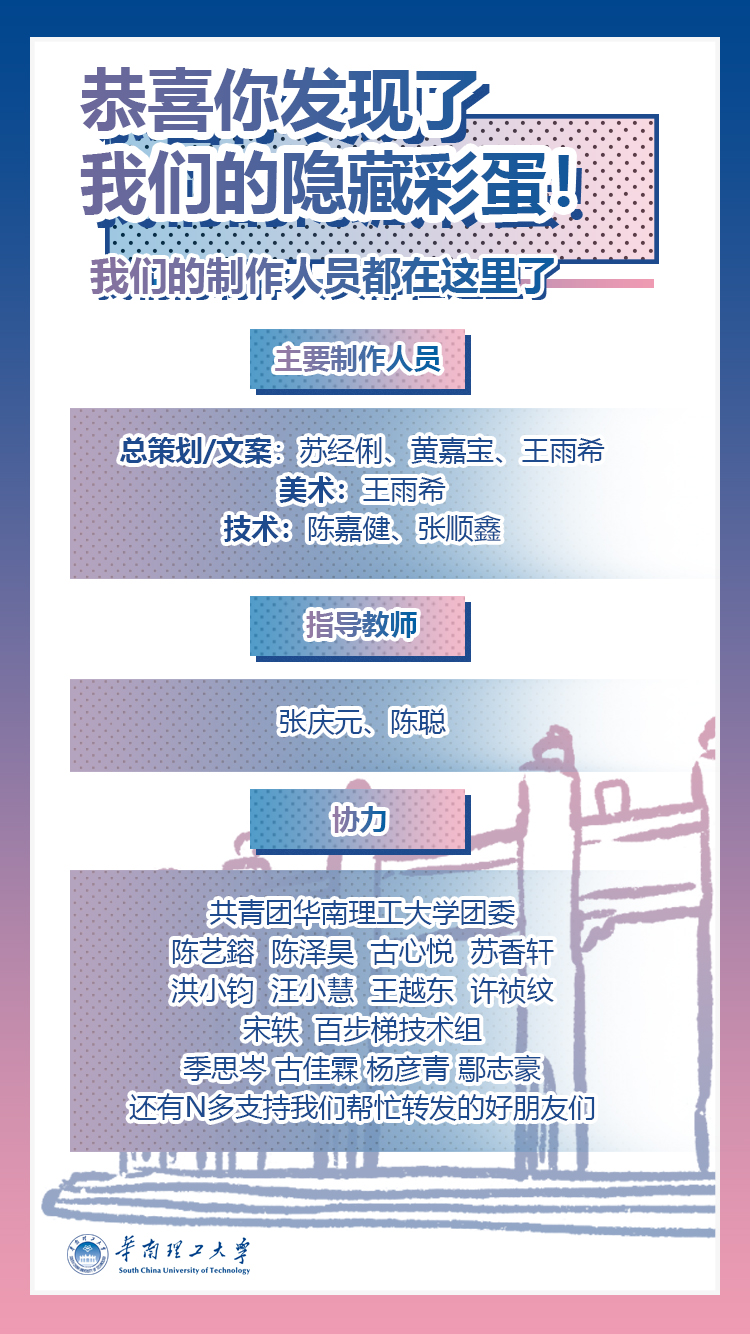 恭喜你发现了
我们的隐藏彩蛋!
我们的制作人员都在这里了
主要制作人员
总策划/文案：苏经俐、黄嘉宝、王雨希
美术：王雨希
技术：陈嘉健、张顺鑫
指导教师
张庆元、陈聪
协力
共青团华南理工大学团委
陈艺鎔 陈泽昊 古心悦 苏香轩
洪小钧 汪小慧 王越东 许祯纹
宋轶 百步梯技术组
季思岑 古佳霖 杨彦青 鄢志豪
还有N多支持我们帮忙转发的好朋友们
华南理工大学
South China University of Technology